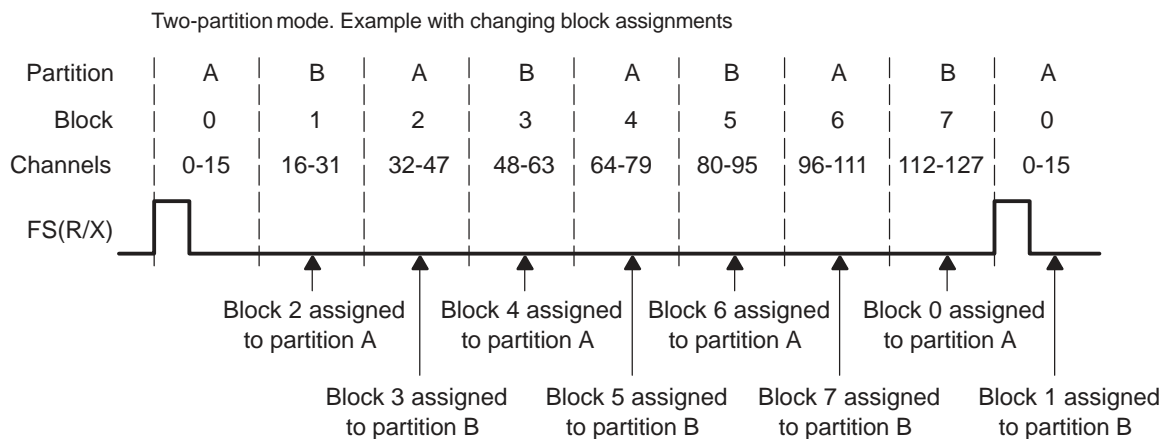 Two-partition mode. Example with changing block assignments
Partition A B A B A B A B A
Block 0 1 2 3 4 5 6 7 0
Channels 0-15 16-31 32-47 48-63 64-79 80-95 96-111 112-127 0-15
FS(R/X)
Block 2 assigned to partition A
Block 4 assigned to partition A
Block 6 assigned to partition A
Block 0 assigned to partition A
Block 3 assigned to partition B
Block 5 assigned to partition B
Block 7 assigned to partition B
Block 1 assigned to partition B